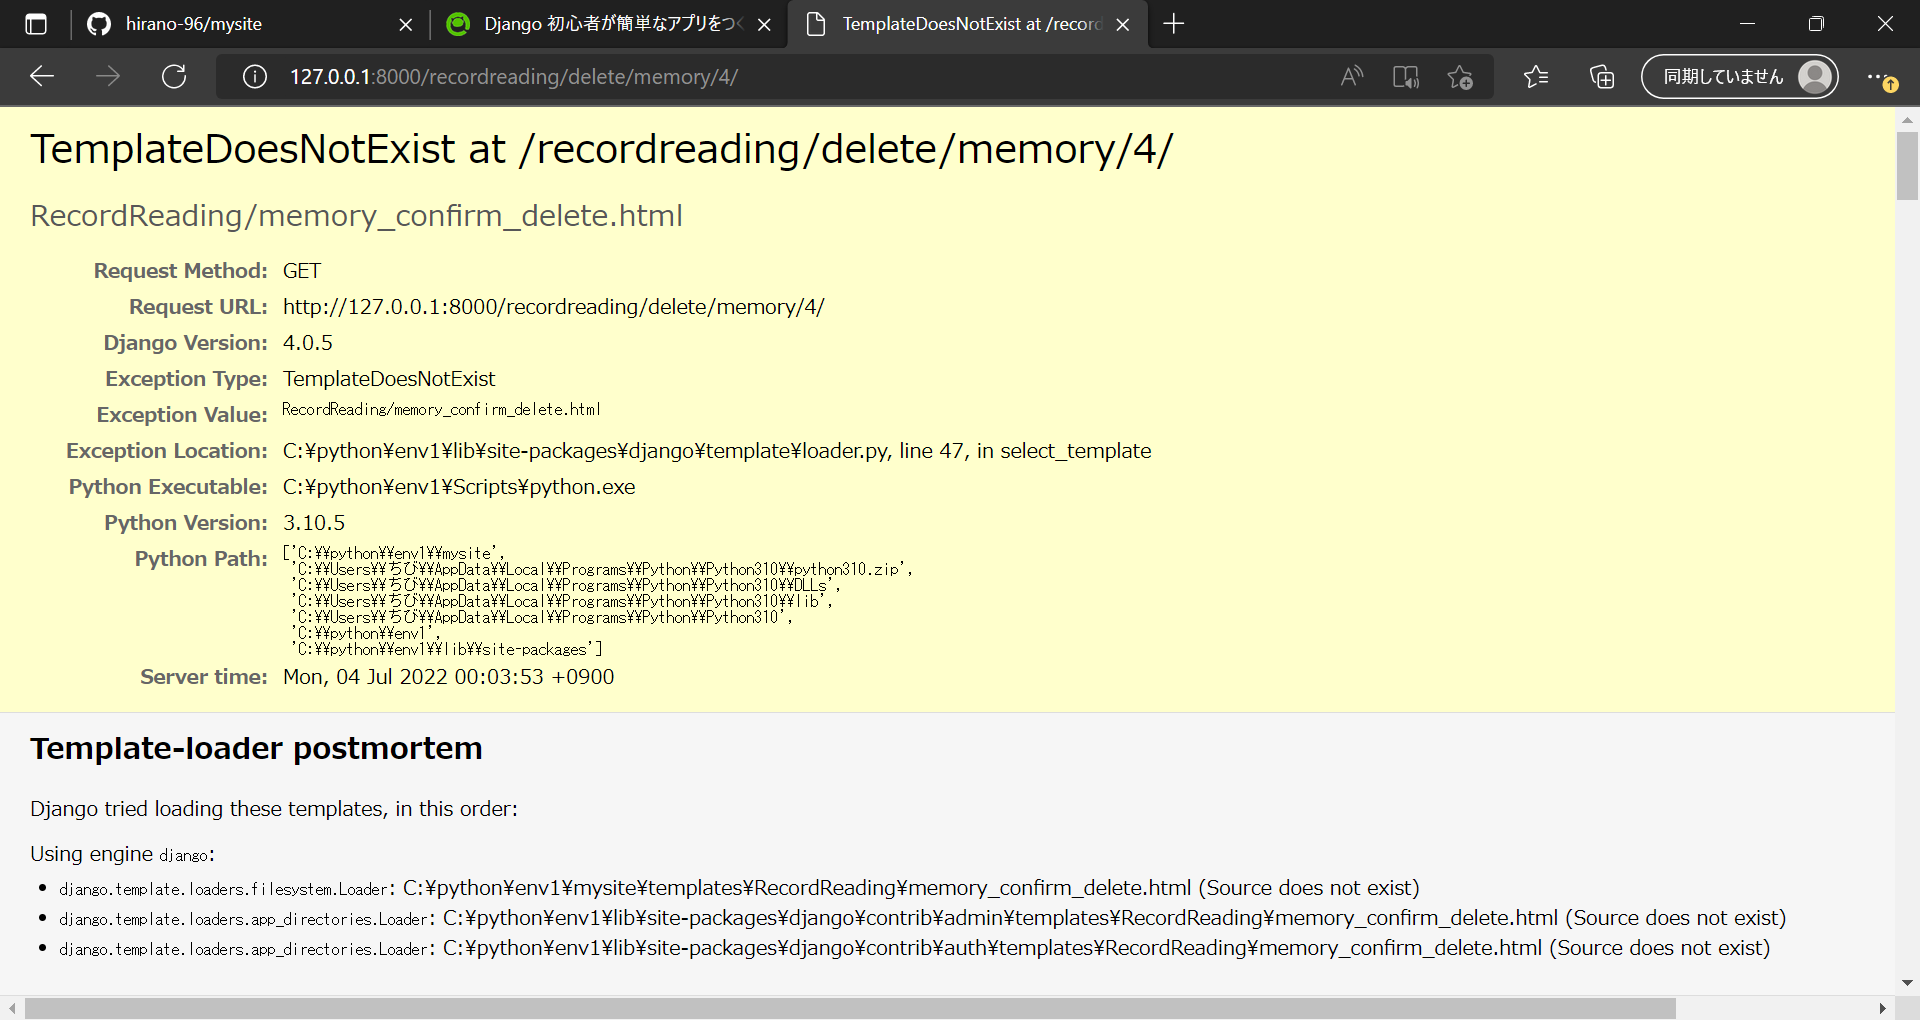 hirano-96/mysite
Django 初心者が簡単なアプリをつく
TemplateDoesNotExist at /record
127.0.0.1:8000/recordreading/delete/memory/4/
同期していません
TemplateDoesNotExist at /recordreading/delete/memory/4/
RecordReading/memory_confirm_delete.html
Request Method: GET
Request URL: http://127.0.0.1:8000/recordreading/delete/memory/4/
Django Version: 4.0.5
Exception Type: TemplateDoesNotExist
Exception Value: RecordReading/memory_confirm_delete.html
Exception Location: C:¥python¥env1¥lib¥site-packages¥django¥template¥loader.py, line 47, in select_template
Python Executable: C:¥python¥env1¥Scripts¥python.exe
Python Version: 3.10.5
Python Path: ['C:¥¥python¥¥env1¥¥mysite',
'C:¥¥Users¥¥ちび¥¥AppData¥¥Local¥¥Programs¥¥Python¥¥Python310¥¥python310.zip',
'C:¥¥Users¥¥ちび¥¥AppData¥¥Local¥¥Programs¥¥Python¥¥Python310¥¥DLLs',
'C:¥¥Users¥¥ちび¥¥AppData¥¥Local¥¥Programs¥¥Python¥¥Python310¥¥lib',
'C:¥¥Users¥¥ちび¥¥AppData¥¥Local¥¥Programs¥¥Python¥¥Python310',
'C:¥¥python¥¥env1',
'C:¥¥python¥¥env1¥¥lib¥¥site-packages']
Server time: Mon, 04 Jul 2022 00:03:53 +0900
Template-loader postmortem
Django tried loading these templates, in this order:
Using engine django:
• django.template.loaders.filesystem.Loader: C:¥python¥env1¥mysite¥templates¥RecordReading¥memory_confirm_delete.html (Source does not exist)
• django.template.loaders.app_directories.Loader: C:¥python¥env1¥lib¥site-packages¥django¥contrib¥admin¥templates¥RecordReading¥memory_confirm_delete.html (Source does not exist)
• django.template.loaders.app_directories.Loader: C:¥python¥env1¥lib¥site-packages¥django¥contrib¥auth¥templates¥RecordReading¥memory_confirm_delete.html (Source does not exist)